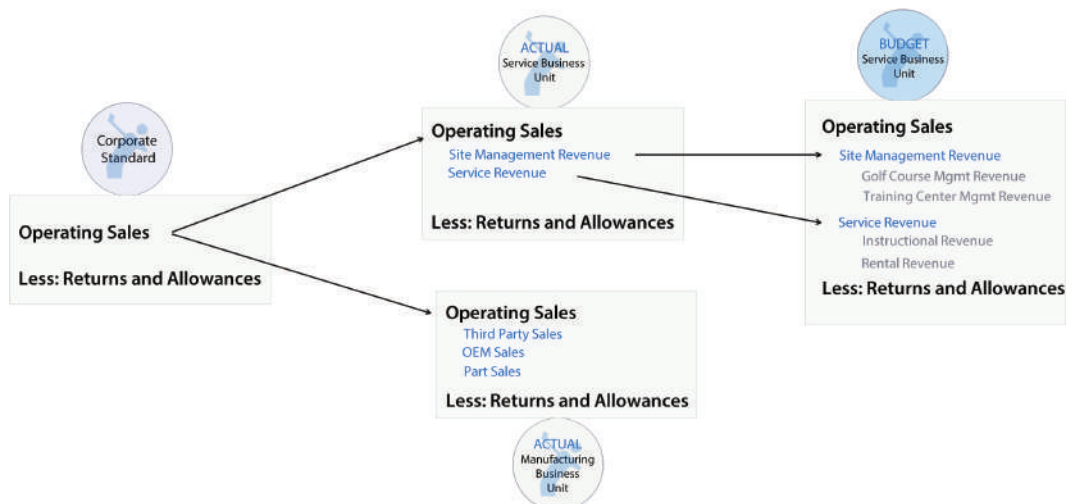 Corporate
Standard
Operating Sales
Less: Returns and Allowances
ACTUAL
Service Business
Unit
Operating Sales
Site Management Revenue
Service Revenue
Less: Returns and Allowances
Operating Sales
Third Party Sales
OEM Sales
Part Sales
Less: Returns and Allowances
ACTUAL
Manufacturing
Business
Unit
BUDGET
Service Business
Unit
Operating Sales
Site Management Revenue
Golf Course Mgmt Revenue
Training Center Mgmt Revenue
Service Revenue
Instructional Revenue
Rental Revenue
Less: Returns and Allowances